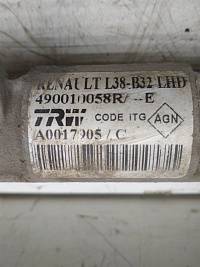 RENAULT L38-B32 LHD
490010058R/--E
TRW CODE ITG AGN
A0017905 / C